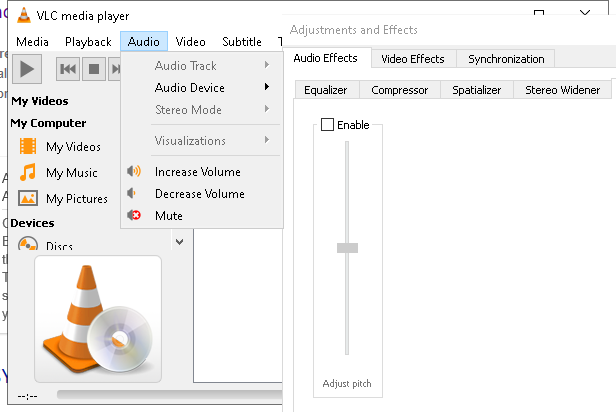 VLC media player
Media Playback Audio Video Subtitle
Audio Track
Audio Device
Stereo Mode
Visualizations
Increase Volume
Decrease Volume
Mute
My Videos
My Computer
My Videos
My Music
My Pictures
Devices
Discs
--:--
Adjustments and Effects
Audio Effects Video Effects Synchronization
Equalizer Compressor Spatializer Stereo Widener
Enable
Adjust pitch